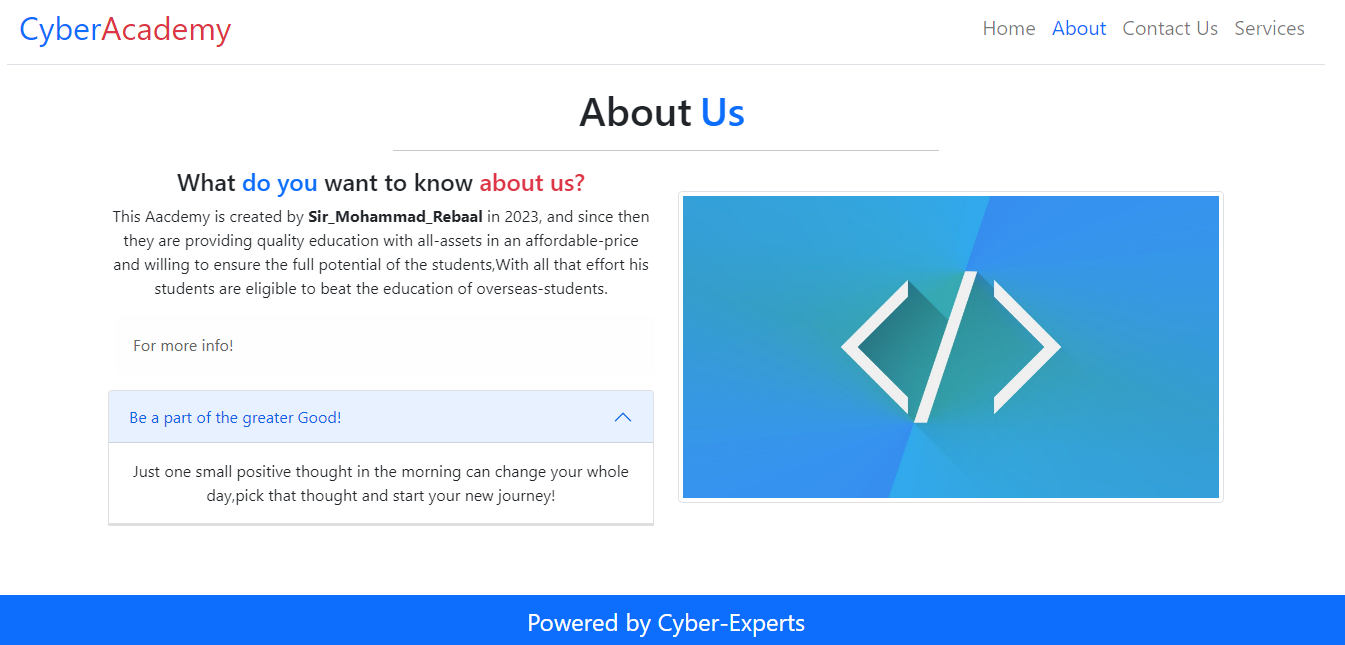 CyberAcademy
Home About Contact Us Services
About Us
What do you want to know about us?
This Aacdemy is created by Sir_Mohammad_Rebaal in 2023, and since then
they are providing quality education with all-assets in an affordable-price
and willing to ensure the full potential of the students,With all that effort his
students are eligible to beat the education of overseas-students.
For more info!
Be a part of the greater Good!
Just one small positive thought in the morning can change your whole
day,pick that thought and start your new journey!
</>
Powered by Cyber-Experts